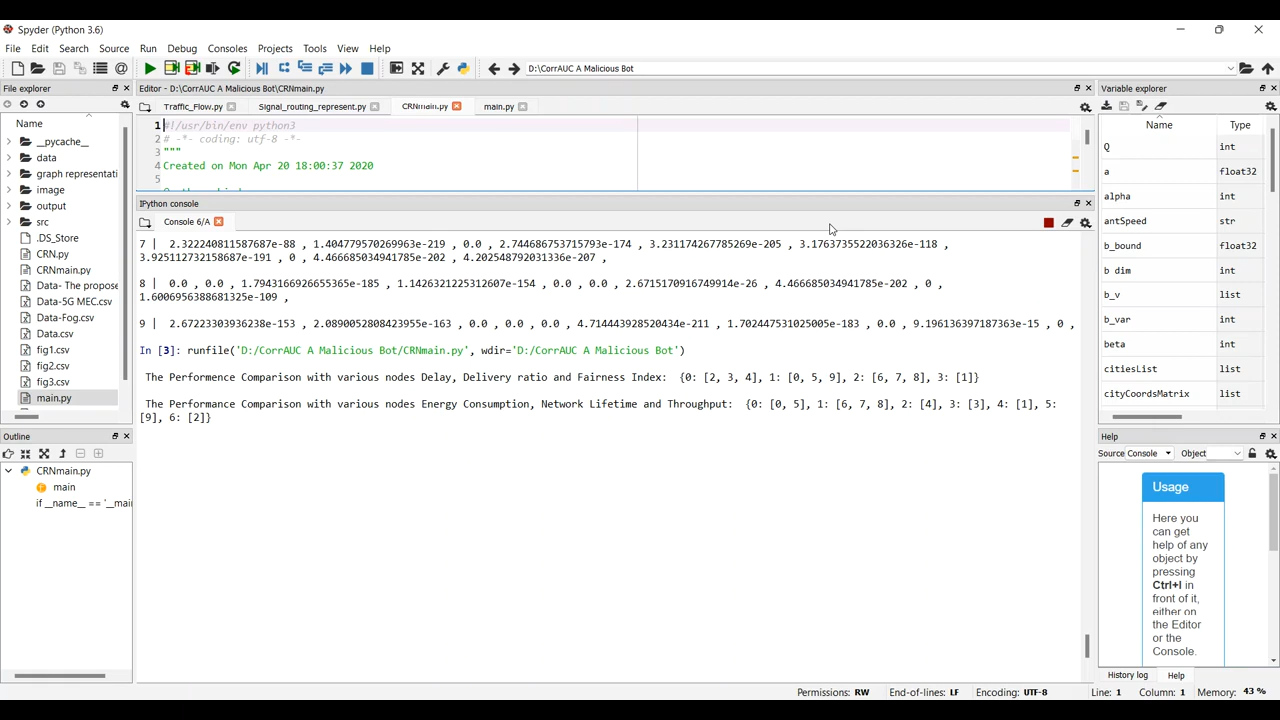 Spyder (Python 3.6)
File Edit Search Source Run Debug Consoles Projects Tools View Help
D:\CorrAUC A Malicious Bot
File explorer
Name
__pycache__
data
graph representati
image
output
src
.DS_Store
CRN.py
CRNmain.py
Data- The propose
Data-5G MEC.csv
Data-Fog.csv
Data.csv
fig1.csv
fig2.csv
fig3.csv
main.py
Outline
CRNmain.py
main
if __name__ == '__mai
Editor - D:\CorrAUC A Malicious Bot\CRNmain.py
Traffic_Flow.py Signal_routing_represent.py CRNmain.py main.py
1 #!/usr/bin/env python3
2 # -*- coding: utf-8 -*-
3 """
4 Created on Mon Apr 20 18:00:37 2020
5
IPython console
Console 6/A
7 | 2.322240811587687e-88 , 1.404779570269963e-219 , 0.0 , 2.744686753715793e-174 , 3.231174267785269e-205 , 3.1763735522036326e-118 ,
3.925112732158687e-191 , 0 , 4.466685034941785e-202 , 4.202548792031336e-207 ,
8 | 0.0 , 0.0 , 1.7943166926655365e-185 , 1.1426321225312607e-154 , 0.0 , 0.0 , 2.6715170916749914e-26 , 4.466685034941785e-202 , 0 ,
1.6006956388681325e-109 ,
9 | 2.67223303936238e-153 , 2.0890052808423955e-163 , 0.0 , 0.0 , 0.0 , 4.714443928520434e-211 , 1.702447531025005e-183 , 0.0 , 9.196136397187363e-15 , 0 ,
In [3]: runfile('D:/CorrAUC A Malicious Bot/CRNmain.py', wdir='D:/CorrAUC A Malicious Bot')
The Performence Comparison with various nodes Delay, Delivery ratio and Fairness Index: {0: [2, 3, 4], 1: [0, 5, 9], 2: [6, 7, 8], 3: [1]}
The Performance Comparison with various nodes Energy Consumption, Network Lifetime and Throughput: {0: [0, 5], 1: [6, 7, 8], 2: [4], 3: [3], 4: [1], 5:
[9], 6: [2]}
Variable explorer
Name Type
Q int
a float32
alpha int
antSpeed str
b_bound float32
b dim int
b_v list
b_var int
beta int
citiesList list
cityCoordsMatrix list
Help
Source Console Object
Usage
Here you
can get
help of any
object by
pressing
Ctrl+I in
front of it,
either on
the Editor
or the
Console.
History log Help
Permissions: RW End-of-lines: LF Encoding: UTF-8 Line: 1 Column: 1 Memory: 43 %